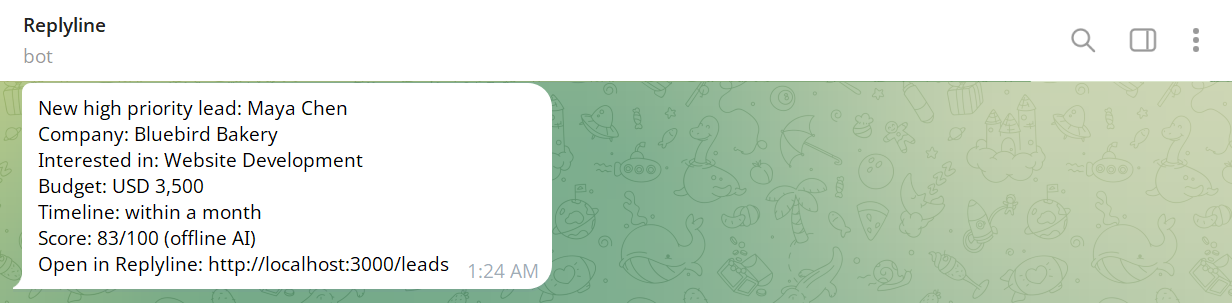 Replyline
bot
New high priority lead: Maya Chen
Company: Bluebird Bakery
Interested in: Website Development
Budget: USD 3,500
Timeline: within a month
Score: 83/100 (offline AI)
Open in Replyline: http://localhost:3000/leads
1:24 AM